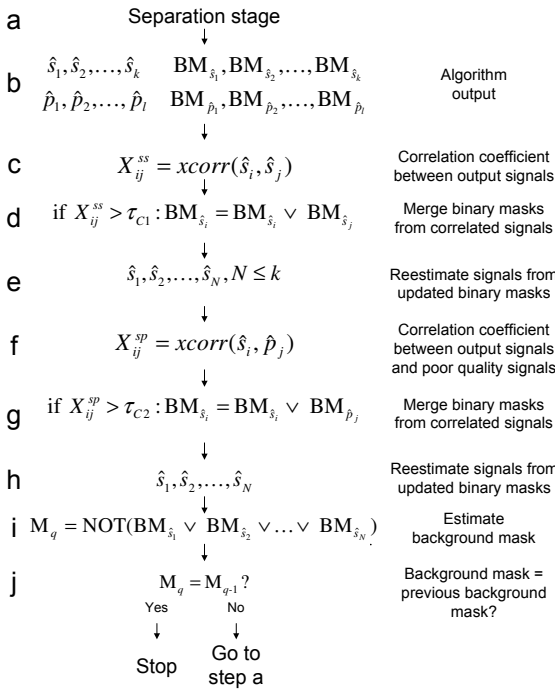 a Separation stage
b ŝ₁, ŝ₂,…, ŝₖ BM_ŝ₁, BM_ŝ₂,…, BM_ŝₖ Algorithm
p̂₁, p̂₂,…, p̂ₗ BM_p̂₁, BM_p̂₂,…, BM_p̂ₗ output
c X_ij^ss = xcorr(ŝᵢ, ŝⱼ) Correlation coefficient
between output signals
d if X_ij^ss > τ_C1 : BM_ŝᵢ = BM_ŝᵢ ∨ BM_ŝⱼ Merge binary masks
from correlated signals
e ŝ₁, ŝ₂,…, ŝ_N, N ≤ k Reestimate signals from
updated binary masks
f X_ij^sp = xcorr(ŝᵢ, p̂ⱼ) Correlation coefficient
between output signals
and poor quality signals
g if X_ij^sp > τ_C2 : BM_ŝᵢ = BM_ŝᵢ ∨ BM_p̂ⱼ Merge binary masks
from correlated signals
h ŝ₁, ŝ₂,…, ŝ_N Reestimate signals from
updated binary masks
i M_q = NOT(BM_ŝ₁ ∨ BM_ŝ₂ ∨ … ∨ BM_ŝ_N) Estimate
background mask
j M_q = M_q-1 ? Background mask =
previous background
mask?
Yes No
Stop Go to
step a